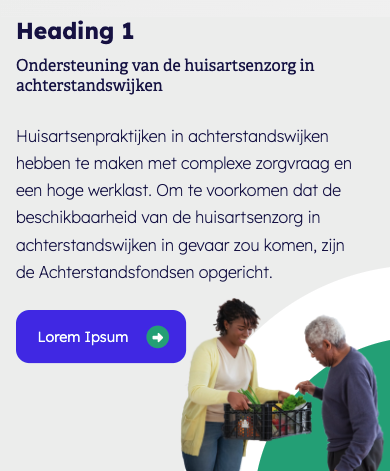 Heading 1
Ondersteuning van de huisartsenzorg in
achterstandswijken
Huisartsenpraktijken in achterstandswijken
hebben te maken met complexe zorgvraag en
een hoge werklast. Om te voorkomen dat de
beschikbaarheid van de huisartsenzorg in
achterstandswijken in gevaar zou komen, zijn
de Achterstandsfondsen opgericht.
Lorem Ipsum